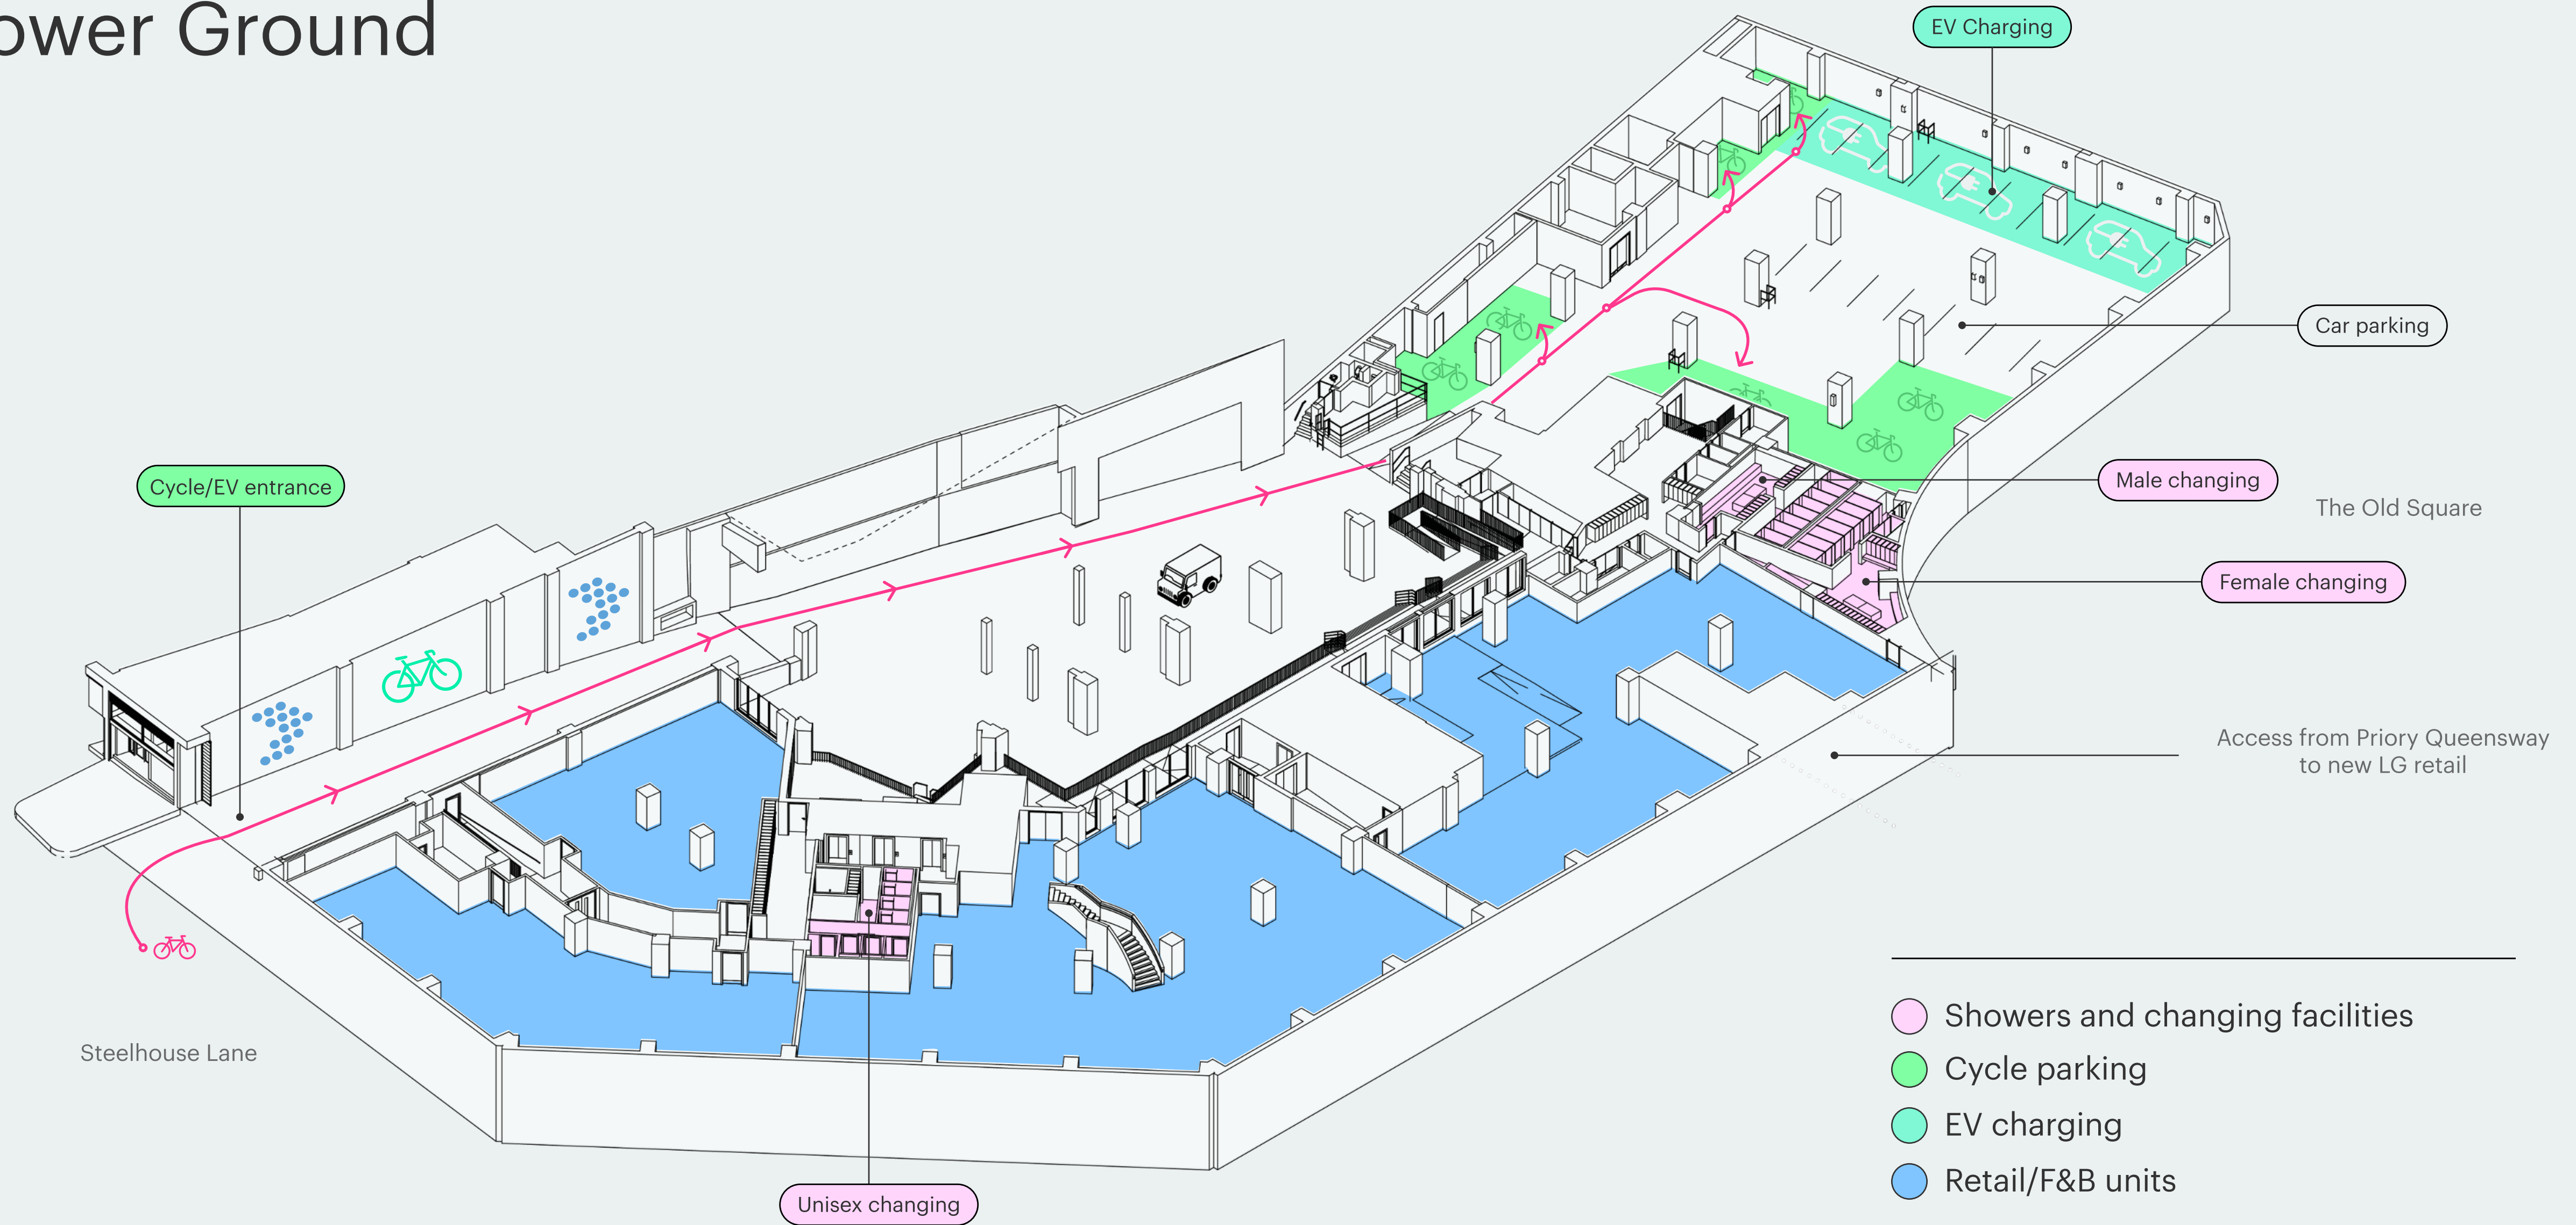 ower Ground
EV Charging
Car parking
Cycle/EV entrance
Male changing
The Old Square
Female changing
Access from Priory Queensway
to new LG retail
Steelhouse Lane
Unisex changing
Showers and changing facilities
Cycle parking
EV charging
Retail/F&B units